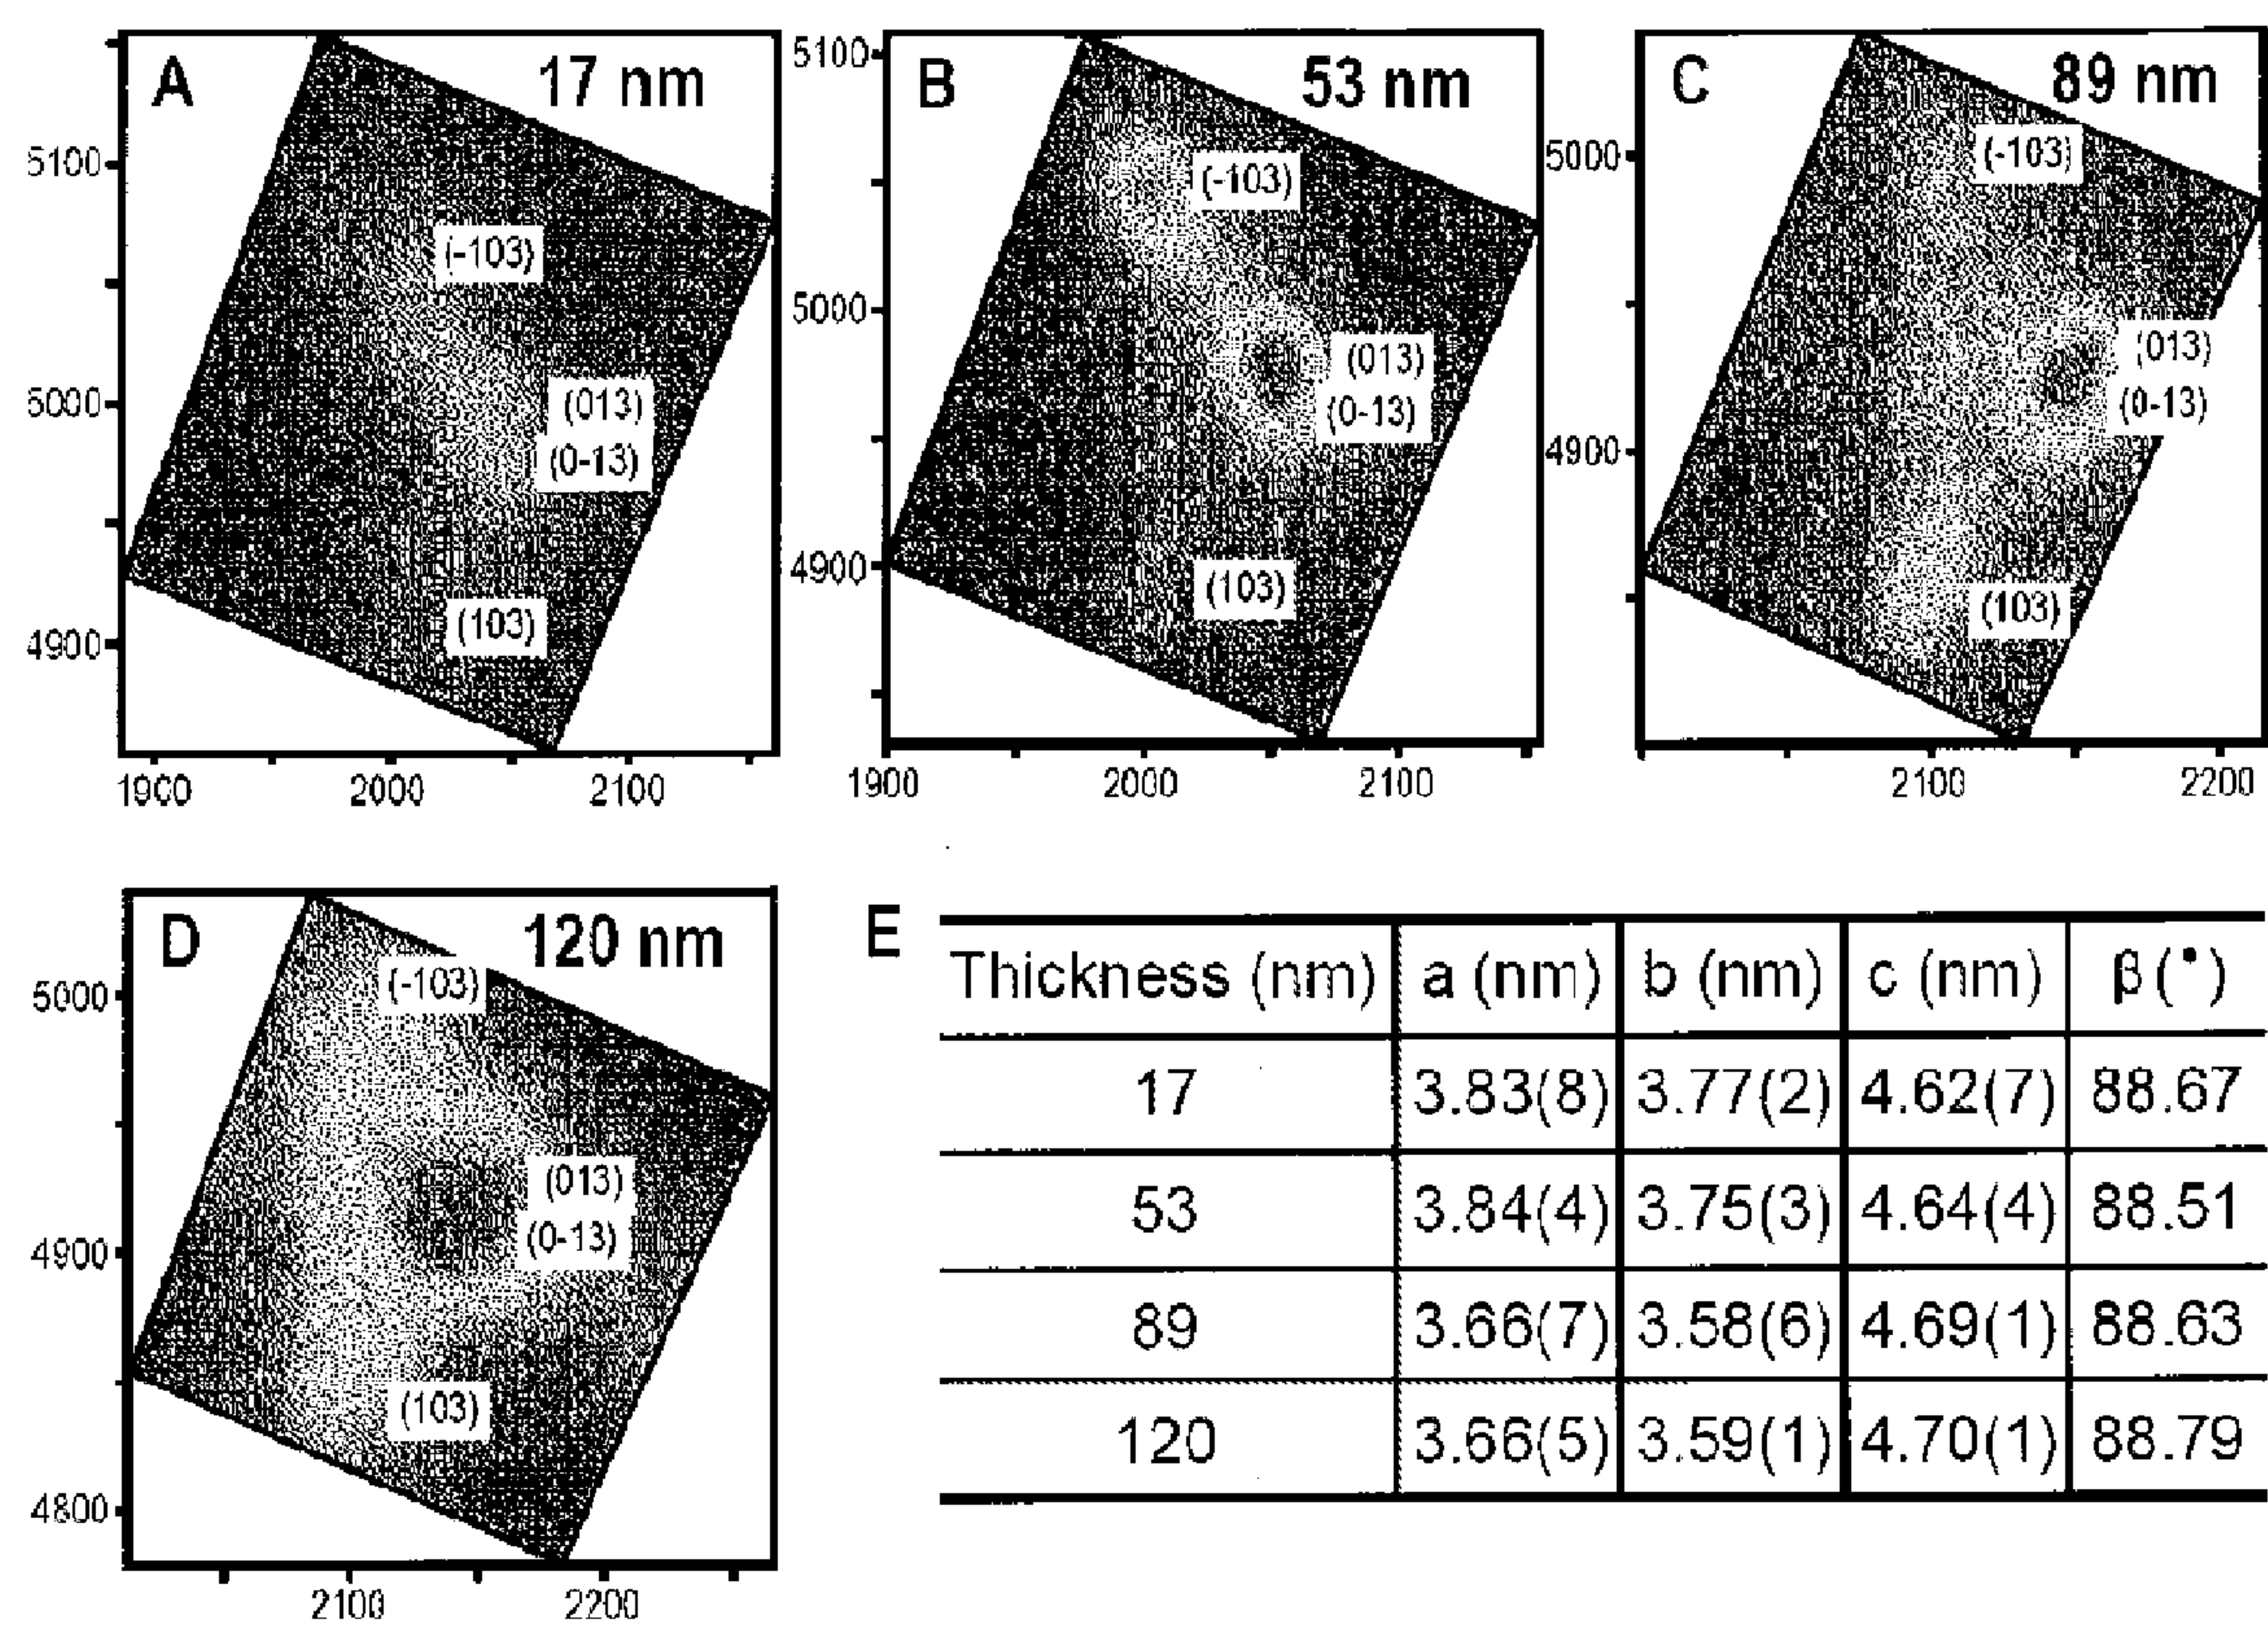 A 17 nm
5100
5000
4900
(-103)
(013)
(0-13)
(103)
1900 2000 2100
B 53 nm
5100
5000
4900
(-103)
(013)
(0-13)
(103)
1900 2000 2100
C 89 nm
5000
4900
(-103)
(013)
(0-13)
(103)
2100 2200
D 120 nm
5000
4900
4800
(-103)
(013)
(0-13)
(103)
2100 2200
E
Thickness (nm) a (nm) b (nm) c (nm) β (°)
17 3.83(8) 3.77(2) 4.62(7) 88.67
53 3.84(4) 3.75(3) 4.64(4) 88.51
89 3.66(7) 3.58(6) 4.69(1) 88.63
120 3.66(5) 3.59(1) 4.70(1) 88.79